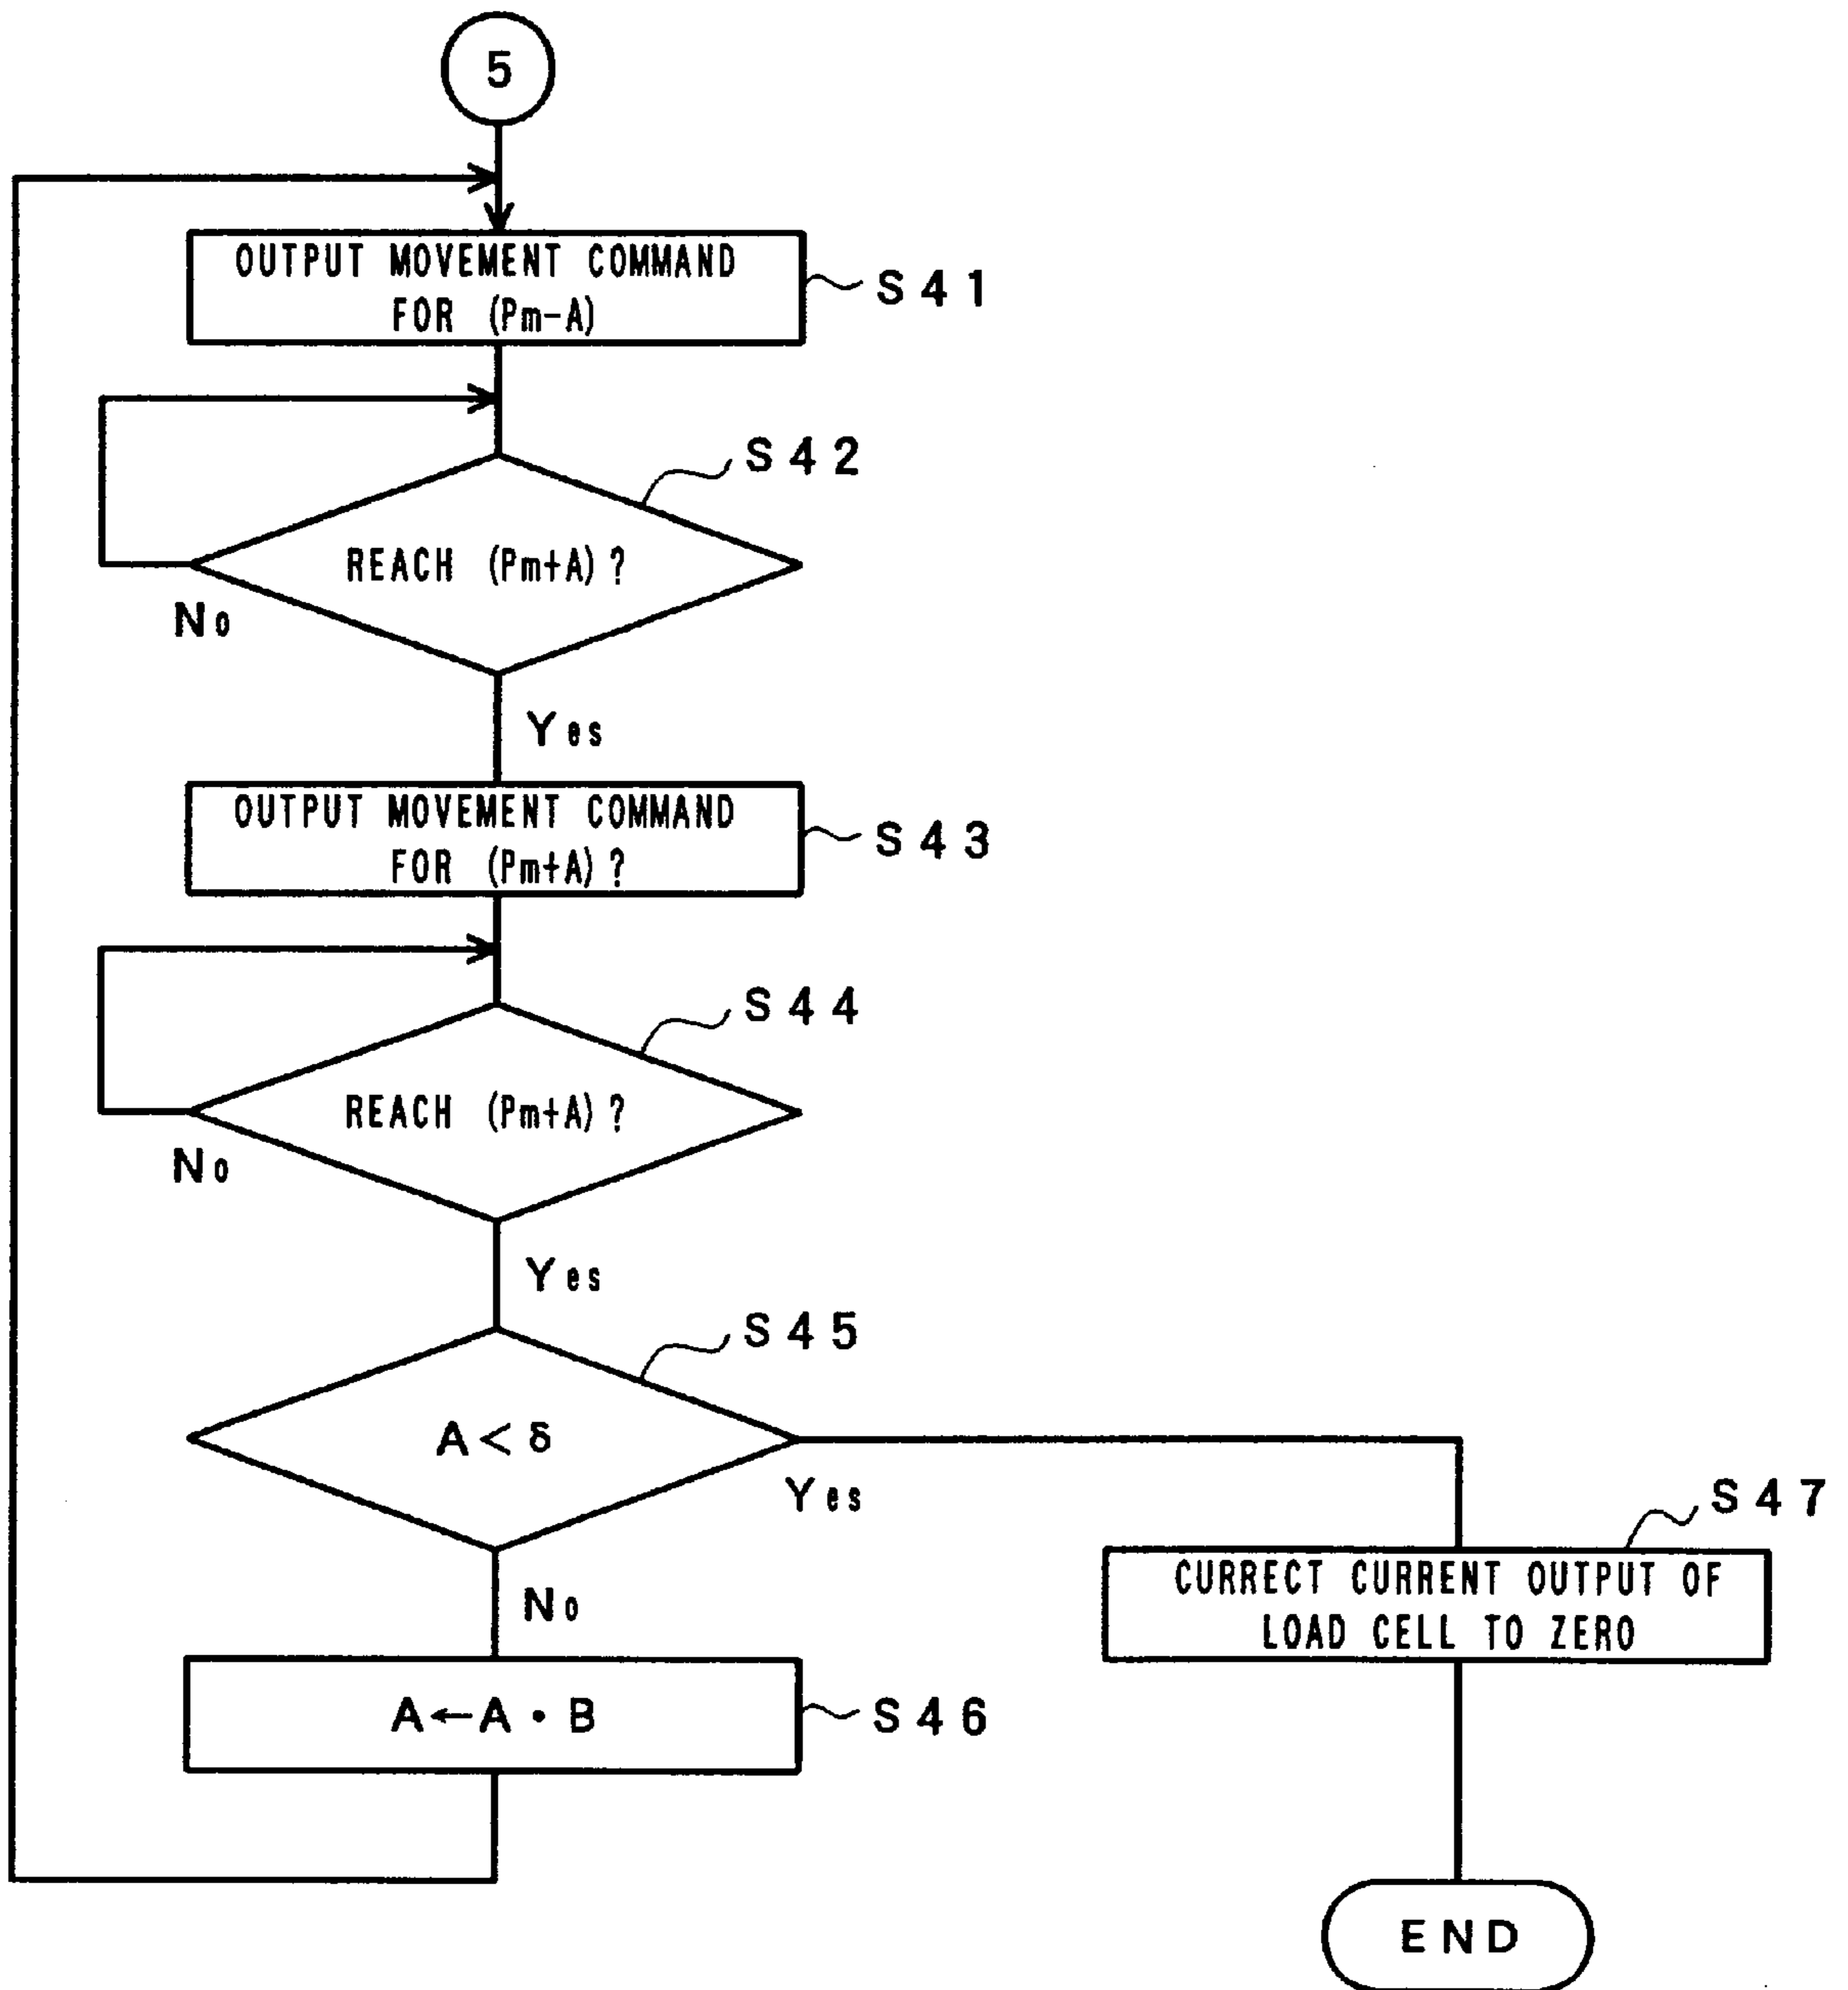 5
OUTPUT MOVEMENT COMMAND
FOR (Pm-A)
S41
S42
REACH (Pm+A)?
No
Yes
OUTPUT MOVEMENT COMMAND
FOR (Pm+A)?
S43
S44
REACH (Pm+A)?
No
Yes
S45
A<δ
Yes
No
S47
CURRECT CURRENT OUTPUT OF
LOAD CELL TO ZERO
A←A・B
S46
END